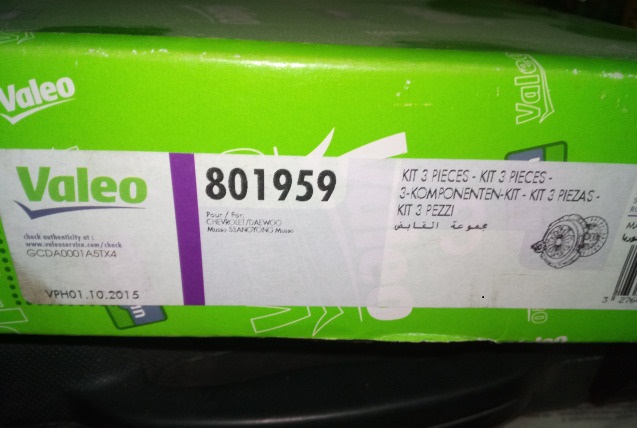 Valeo
Valeo
Valeo
801959
Pour / For:
CHEVROLET/DAEWOO
Musso SSANGYONG Musso
check authenticity at :
www.valeoservice.com/check
GCDA0001A5TX4
VPH01.TO.2015
KIT 3 PIECES - KIT 3 PIECES -
3-KOMPONENTEN-KIT - KIT 3 PIEZAS -
KIT 3 PEZZI
مجموعة القابض